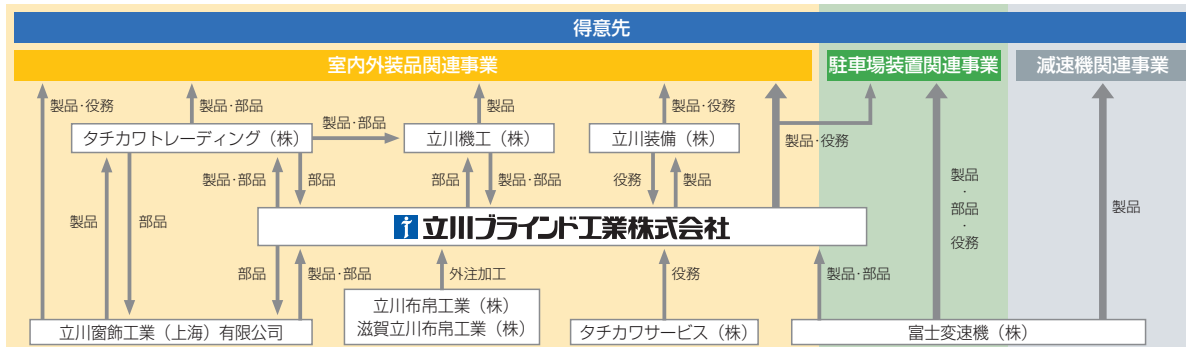 得意先
室内外装品関連事業
駐車場装置関連事業
減速機関連事業
製品・役務
製品・部品
製品
製品・役務
タチカワトレーディング（株）
製品・部品
立川機工（株）
立川装備（株）
製品・役務
製品・部品
部品
部品
製品・部品
役務
製品
製品
部品
製品
・
部品
・
役務
製品
立川ブラインド工業株式会社
部品
製品・部品
外注加工
役務
製品・部品
立川窗飾工業（上海）有限公司
立川布帛工業（株）
滋賀立川布帛工業（株）
タチカワサービス（株）
富士変速機（株）